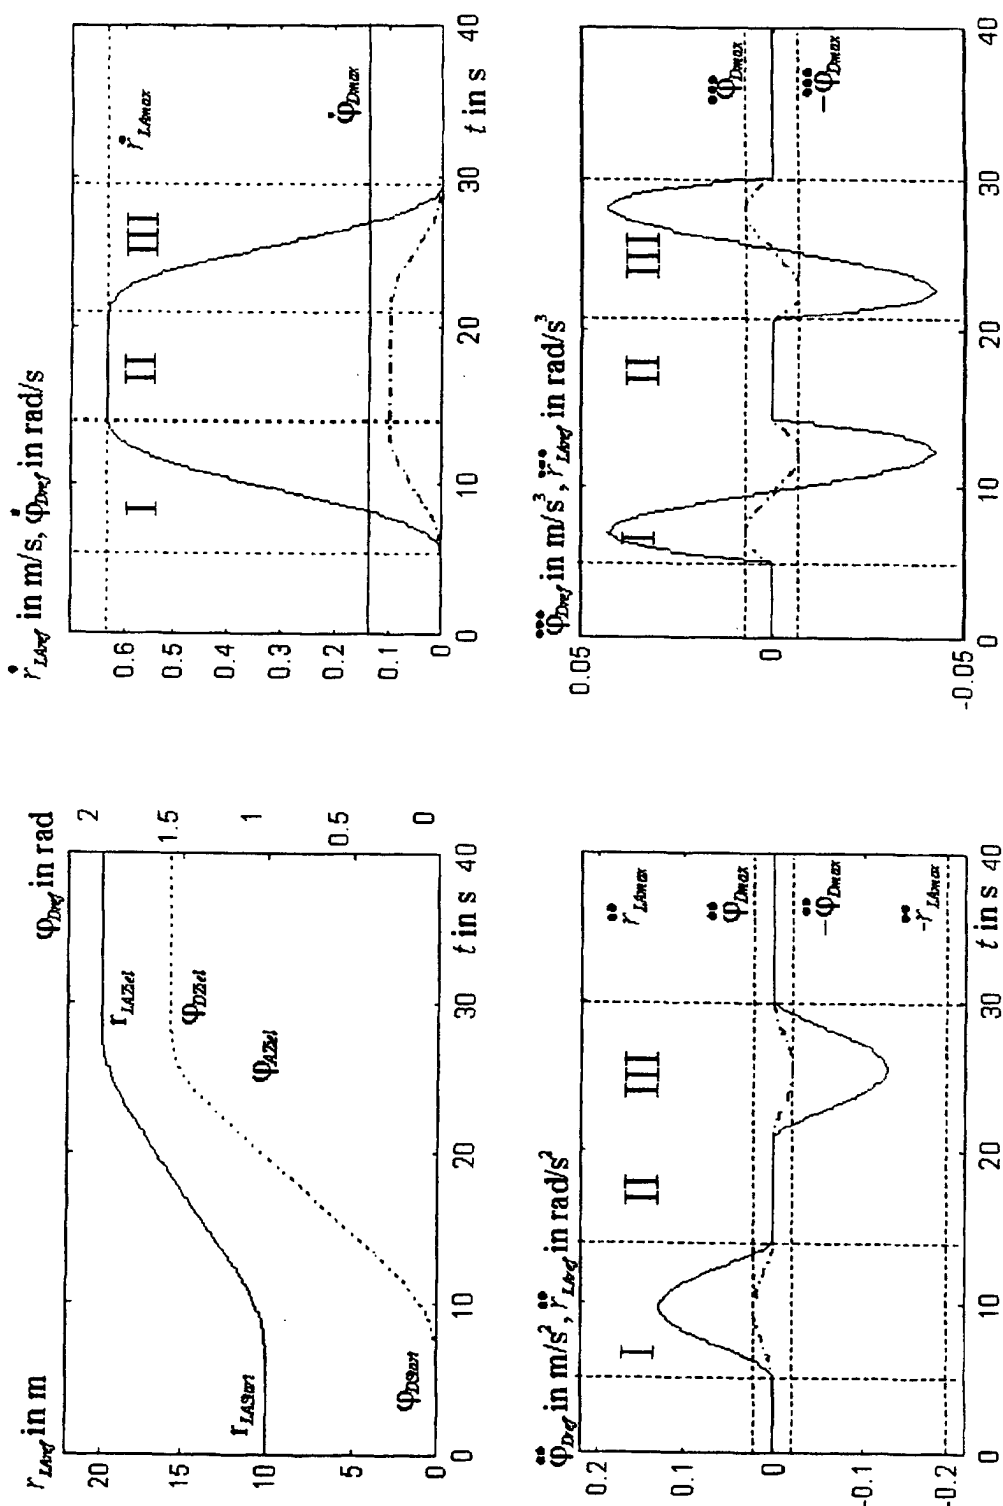 r_LAref in m φ_Dref in rad
20 15 10 5 0
2 1.5 1 0.5 0
r_LAStart
r_LAZiel
φ_DStart
φ_DZiel
φ_AZiel
0 10 20 30 40
t in s
ṙ_LAref in m/s, φ̇_Dref in rad/s
0.6 0.5 0.4 0.3 0.2 0.1 0
I II III
ṙ_LAmax
φ̇_Dmax
0 10 20 30 40
t in s
φ̈_Dref in m/s², r̈_LAref in rad/s²
0.2 0.1 0 -0.1 -0.2
I II III
r̈_LAmax
φ̈_Dmax
-φ̈_Dmax
-r̈_LAmax
0 10 20 30 40
t in s
φ⃛_Dref in m/s³, r⃛_LAref in rad/s³
0.05 0 -0.05
I II III
φ⃛_Dmax
-φ⃛_Dmax
0 10 20 30 40